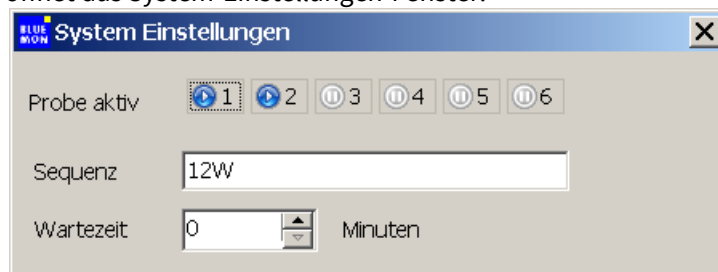 öffnet das System-Einstellungen-Fenster.
BLUE MON System Einstellungen
Probe aktiv 1 2 3 4 5 6
Sequenz 12W
Wartezeit 0 Minuten